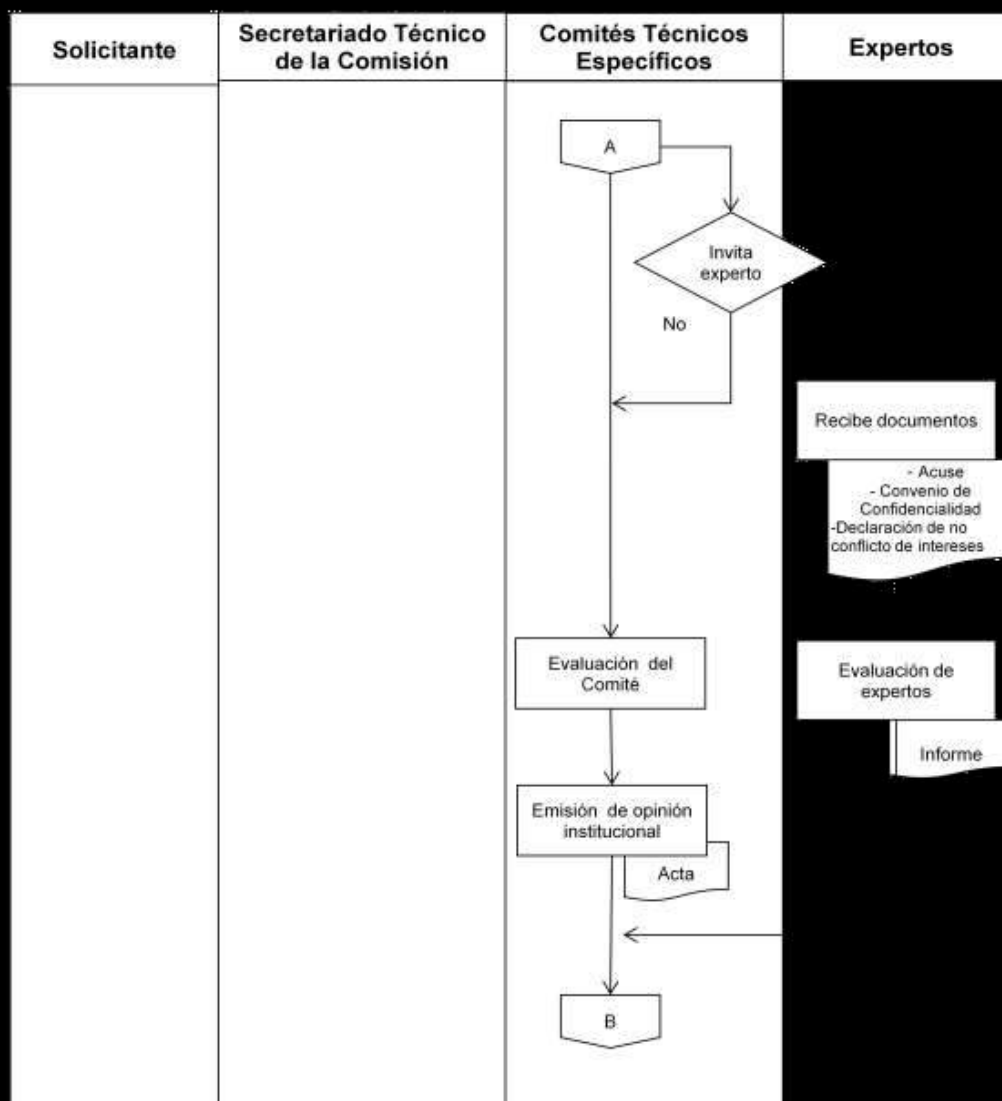 Solicitante
Secretariado Técnico
de la Comisión
Comités Técnicos
Específicos
Expertos
A
Invita
experto
No
Recibe documentos
- Acuse
- Convenio de
Confidencialidad
-Declaración de no
conflicto de intereses
Evaluación del
Comité
Evaluación de
expertos
Informe
Emisión de opinión
institucional
Acta
B